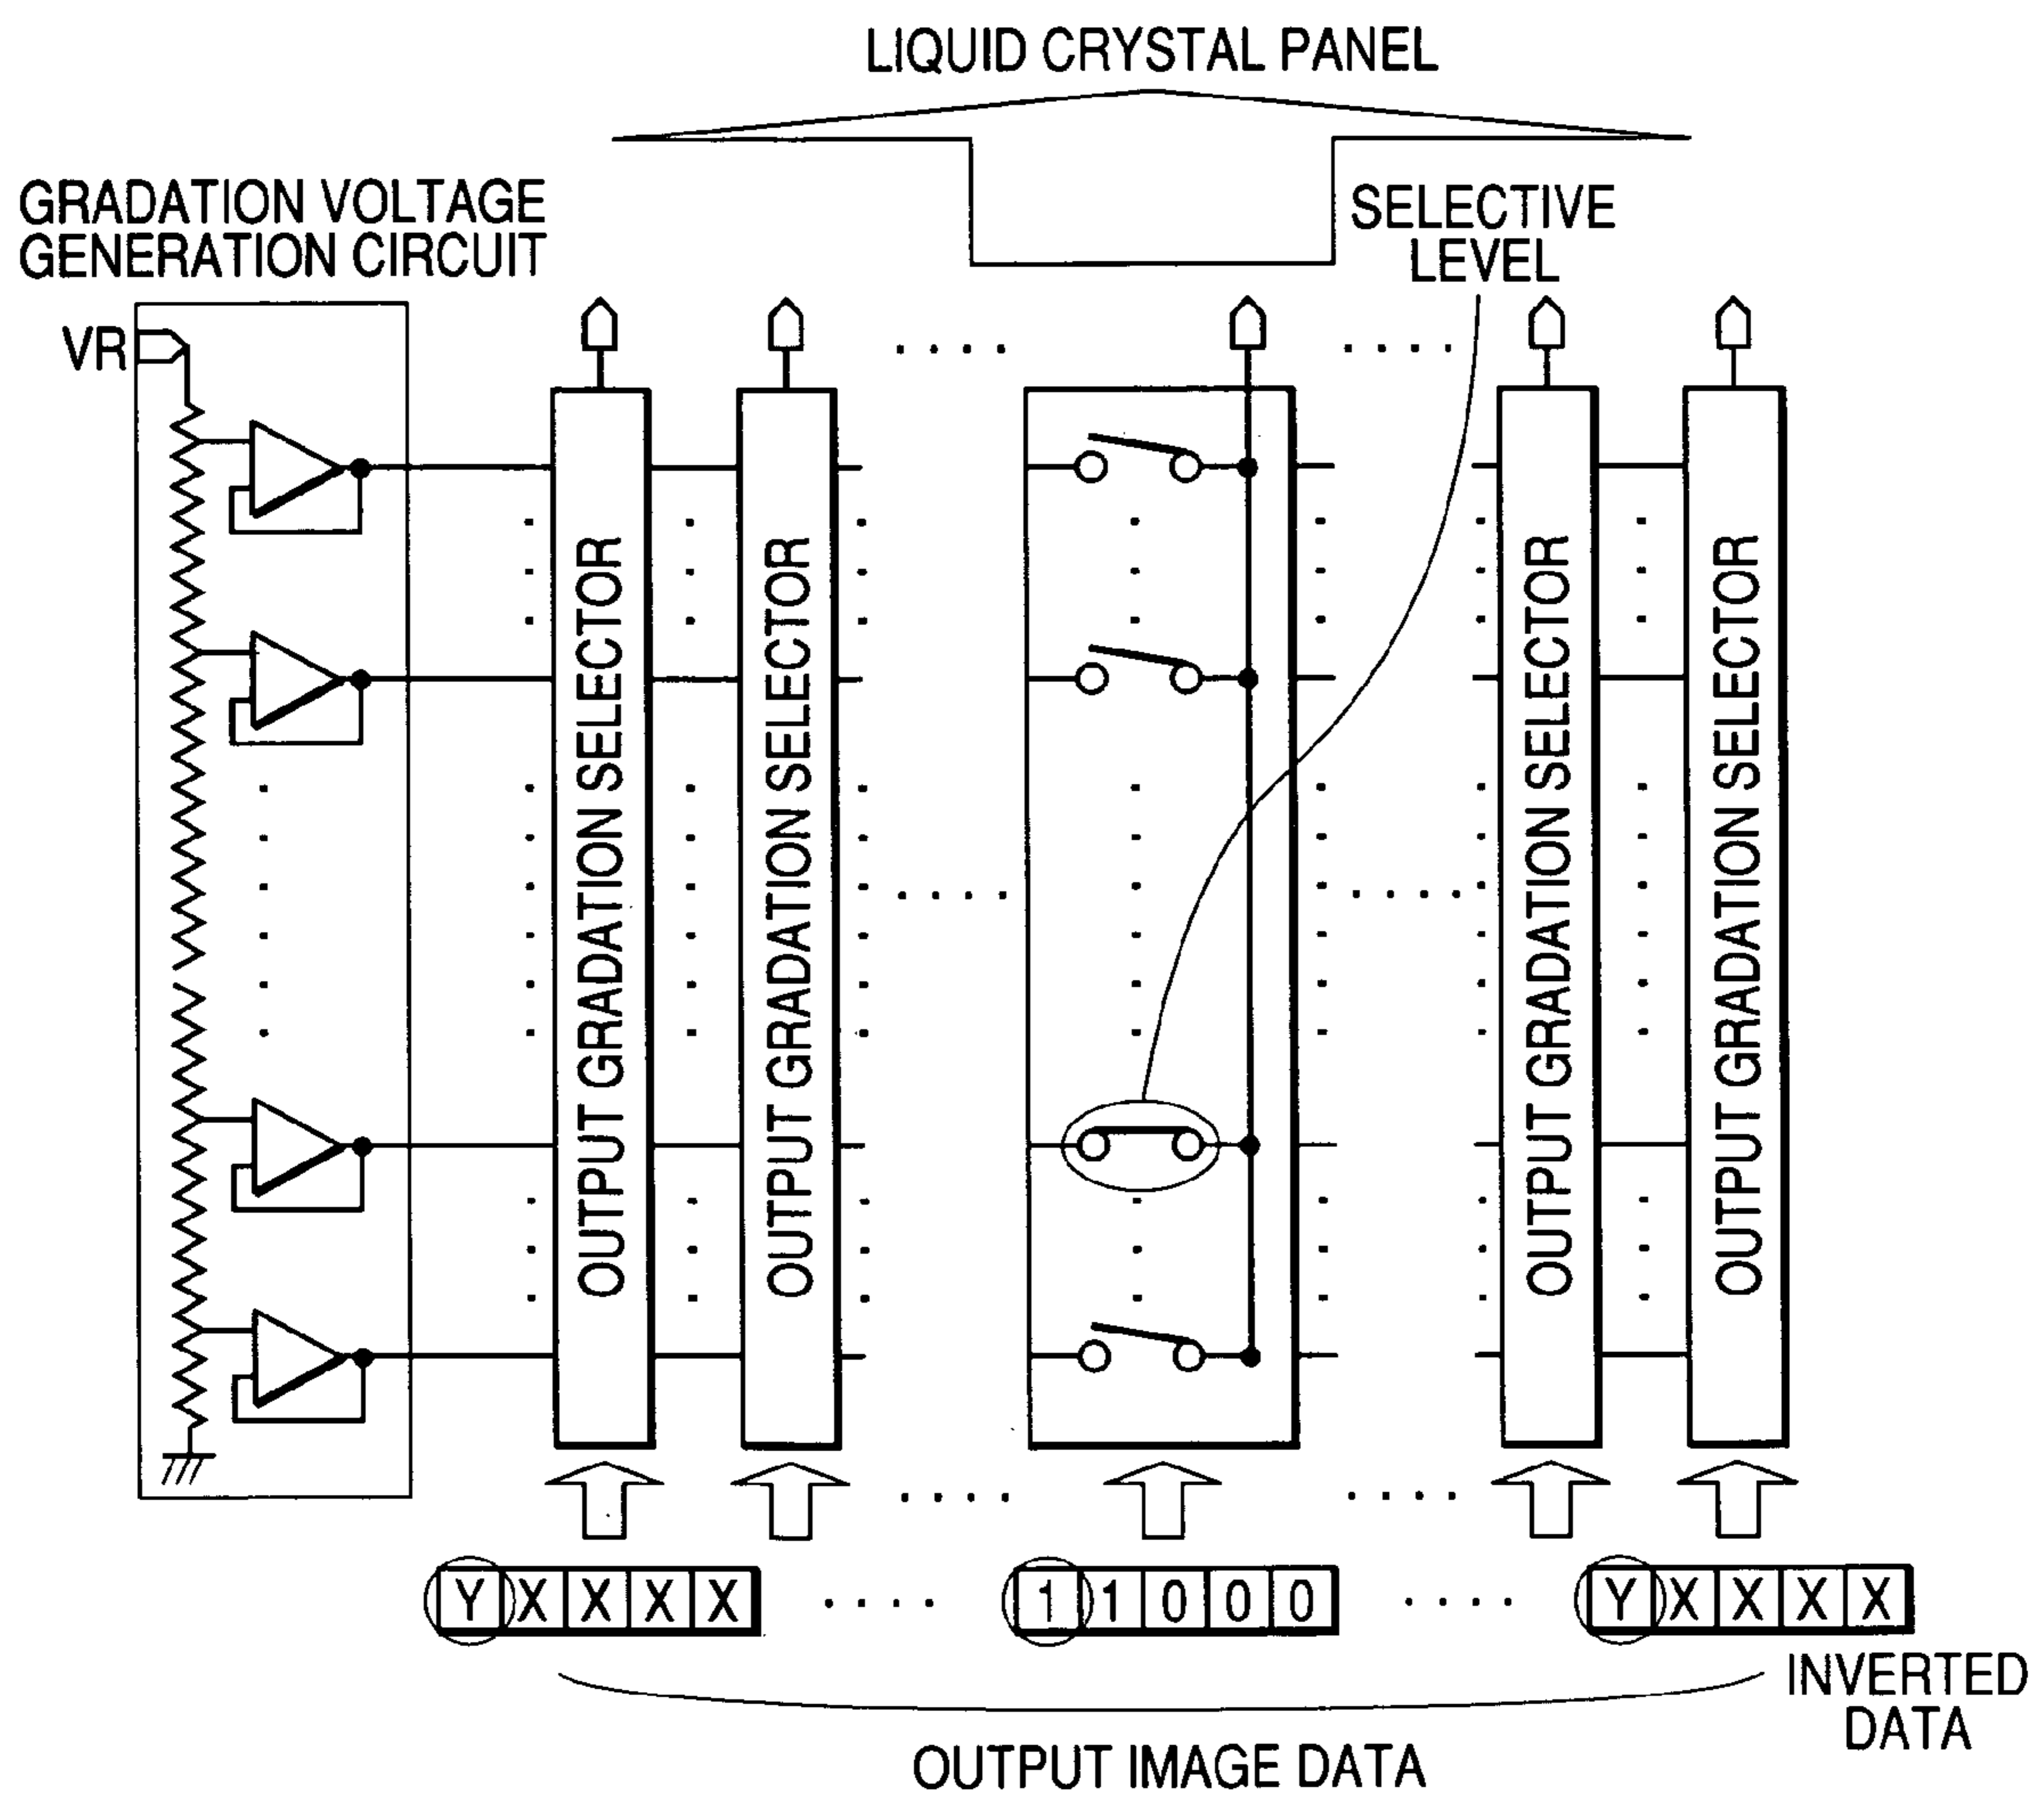 LIQUID CRYSTAL PANEL
GRADATION VOLTAGE
GENERATION CIRCUIT
SELECTIVE
LEVEL
VR
OUTPUT GRADATION SELECTOR
OUTPUT GRADATION SELECTOR
OUTPUT GRADATION SELECTOR
OUTPUT GRADATION SELECTOR
Y X X X X
1 1 0 0 0
Y X X X X
INVERTED
DATA
OUTPUT IMAGE DATA